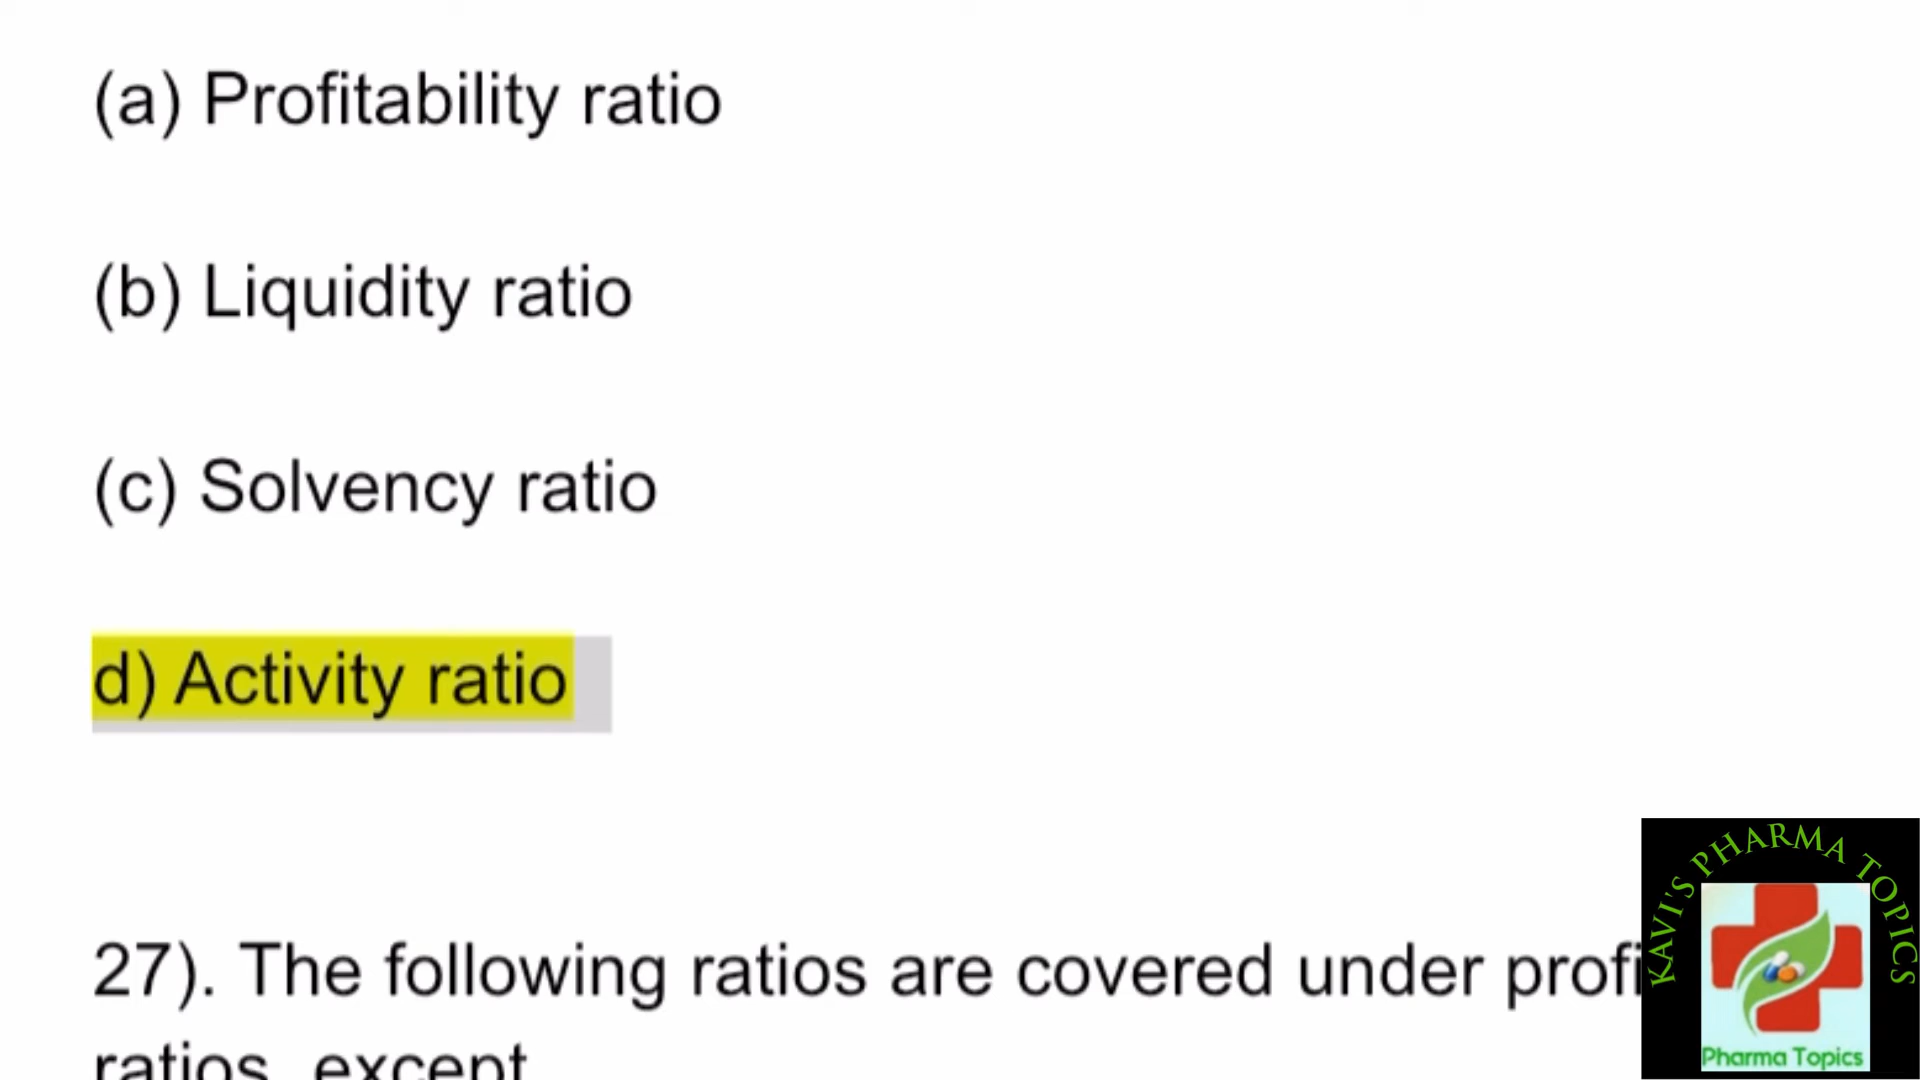 (a) Profitability ratio
(b) Liquidity ratio
(c) Solvency ratio
d) Activity ratio
27). The following ratios are covered under
ratios, except
KAVI'S PHARMA TOPICS
Pharma Topics